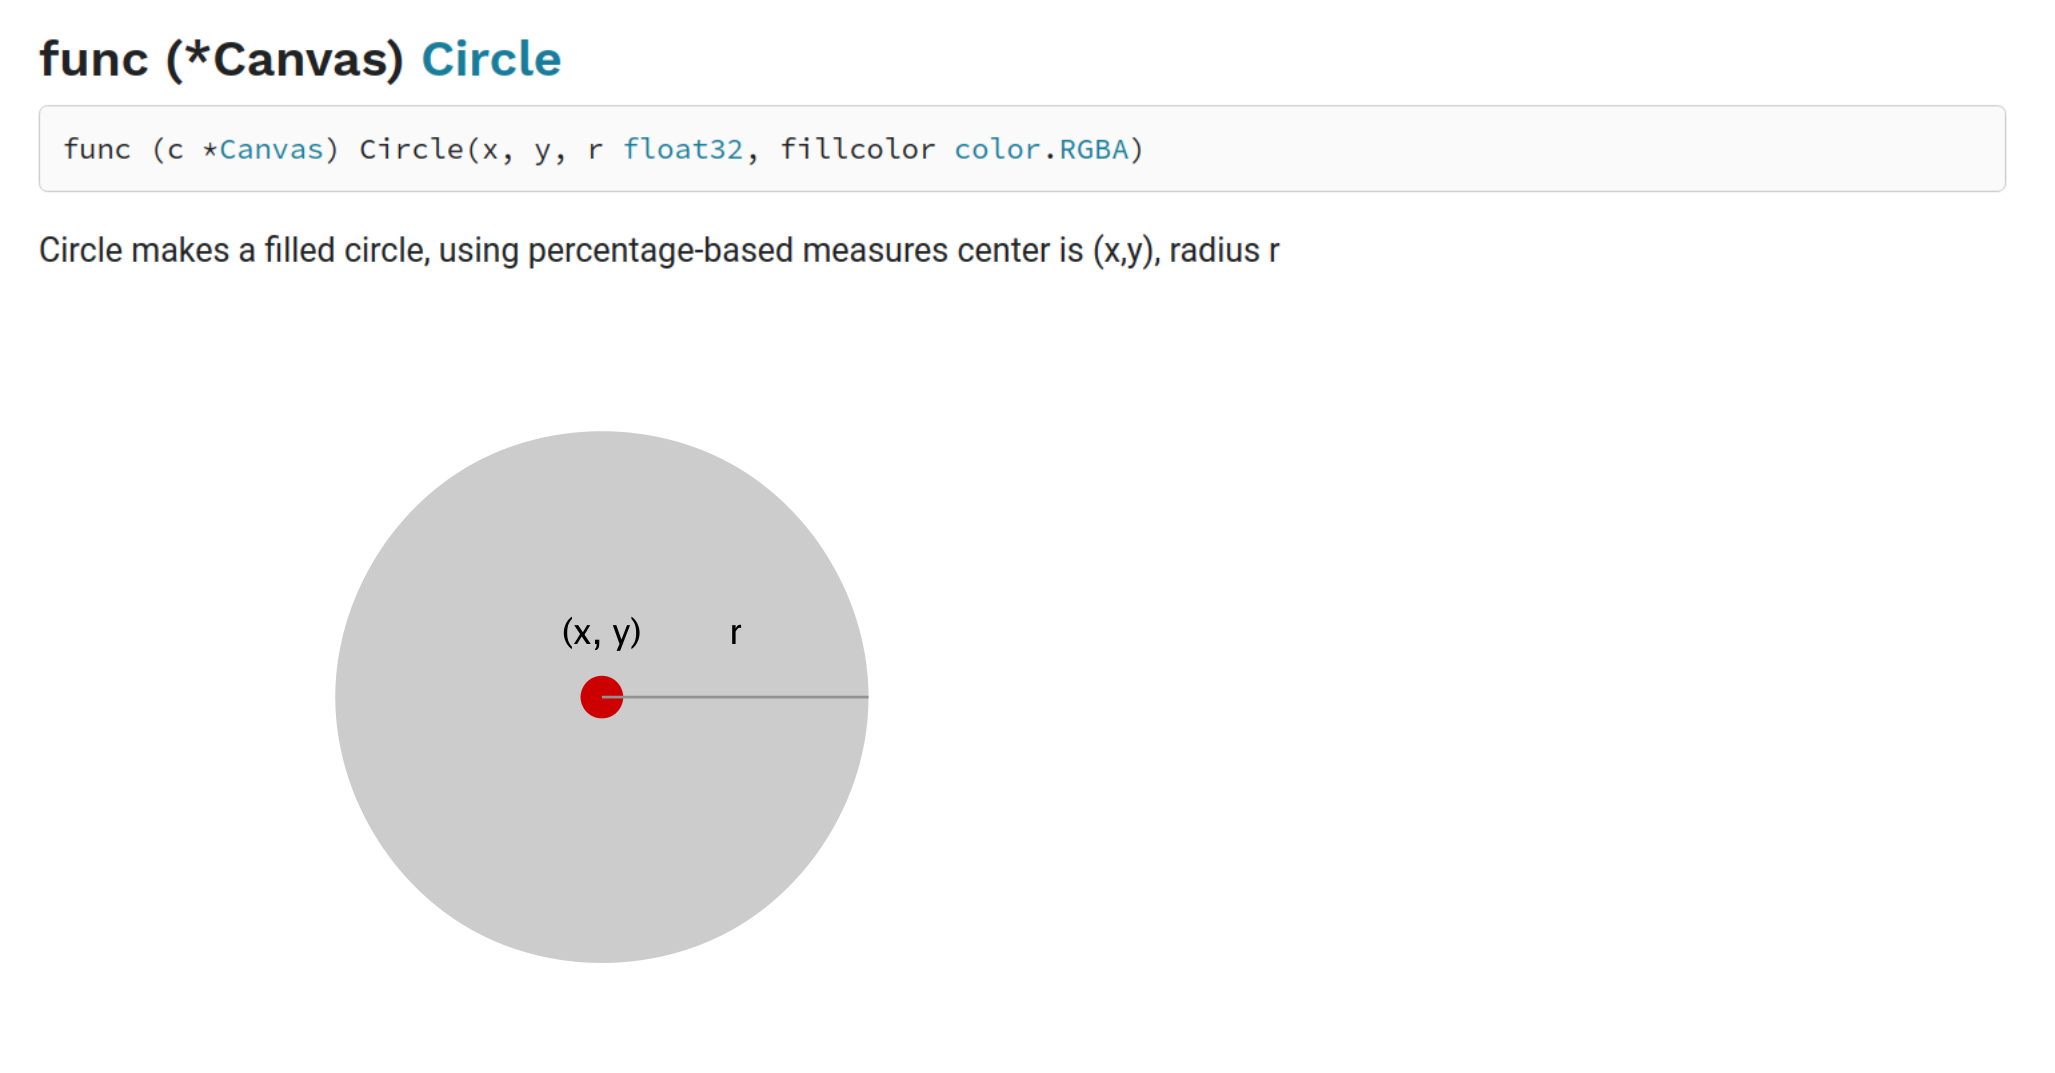 func (*Canvas) Circle
func (c *Canvas) Circle(x, y, r float32, fillcolor color.RGBA)
Circle makes a filled circle, using percentage-based measures center is (x,y), radius r
(x, y) r